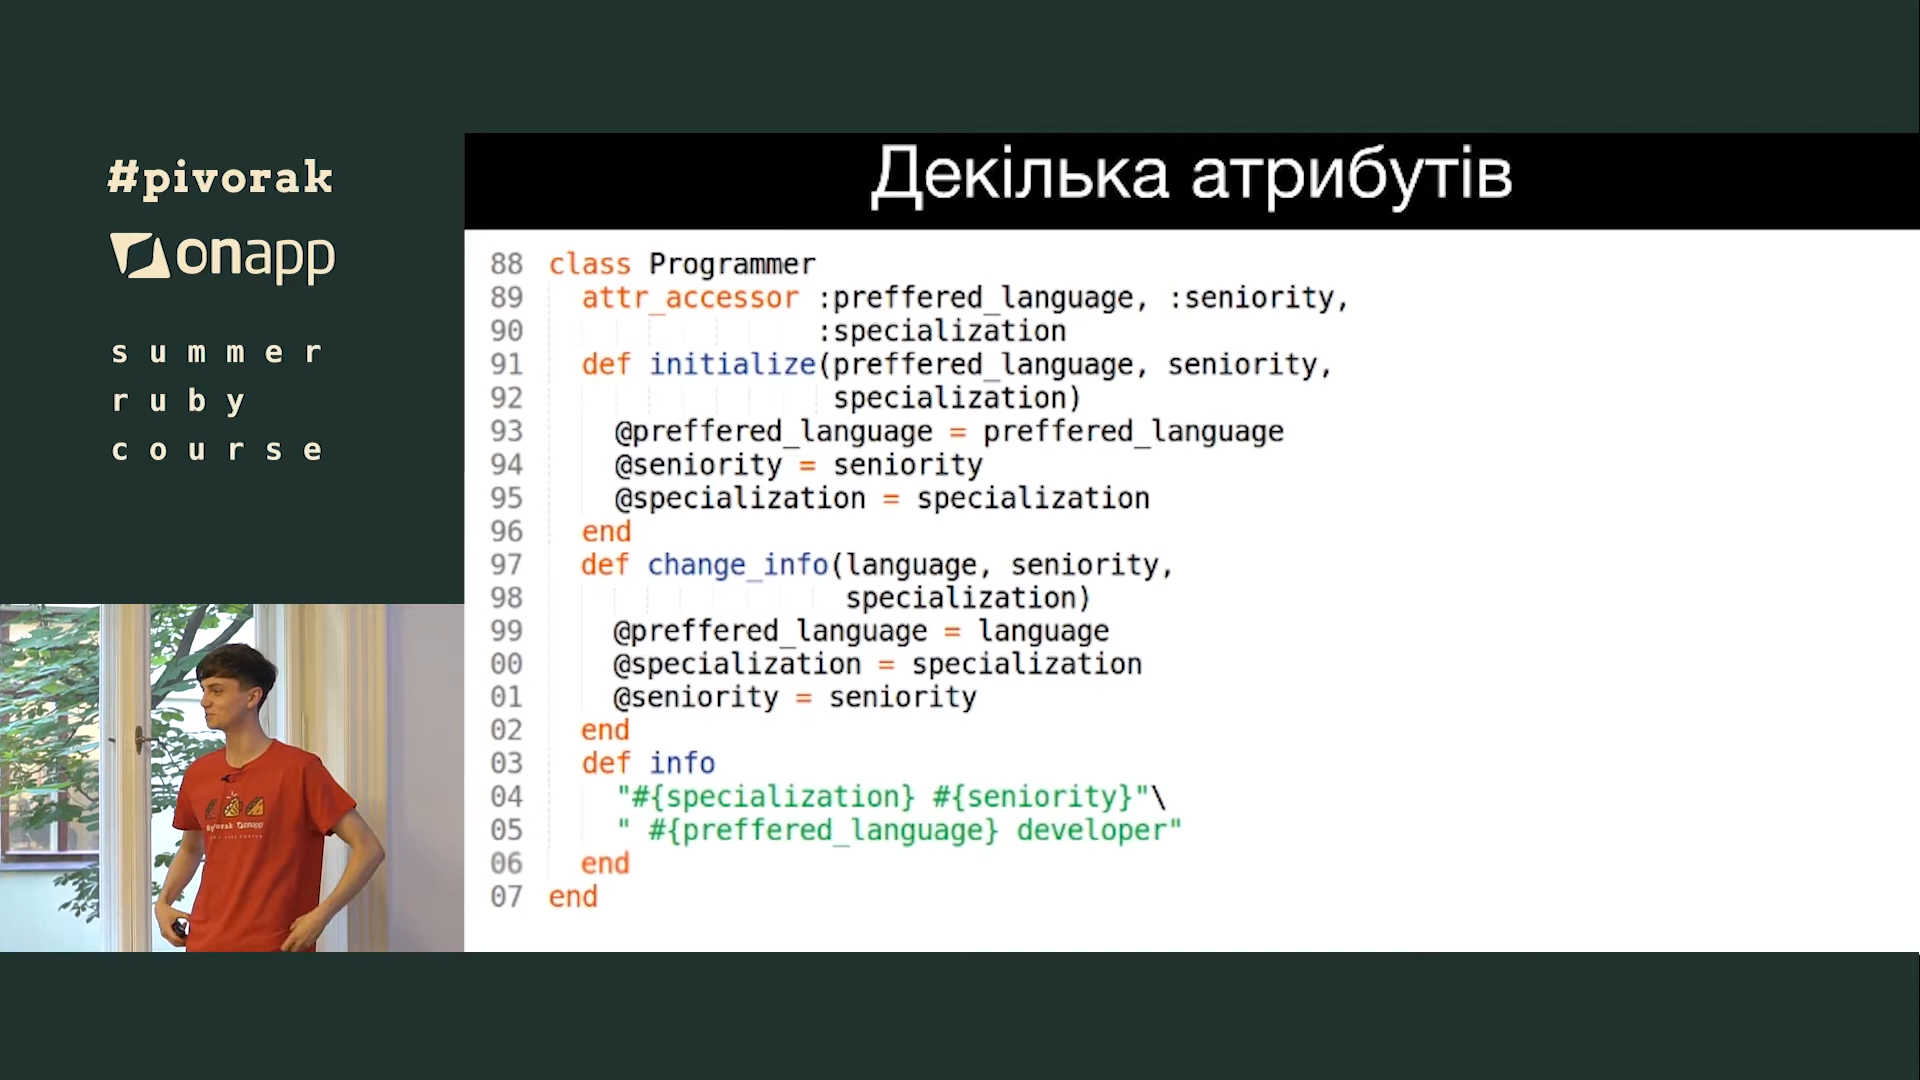 #pivorak
onapp
summer
ruby
course
Декілька атрибутів
88 class Programmer
89 attr_accessor :preffered_language, :seniority,
90 :specialization
91 def initialize(preffered_language, seniority,
92 specialization)
93 @preffered_language = preffered_language
94 @seniority = seniority
95 @specialization = specialization
96 end
97 def change_info(language, seniority,
98 specialization)
99 @preffered_language = language
00 @specialization = specialization
01 @seniority = seniority
02 end
03 def info
04 "#{specialization} #{seniority}"\
05 " #{preffered_language} developer"
06 end
07 end